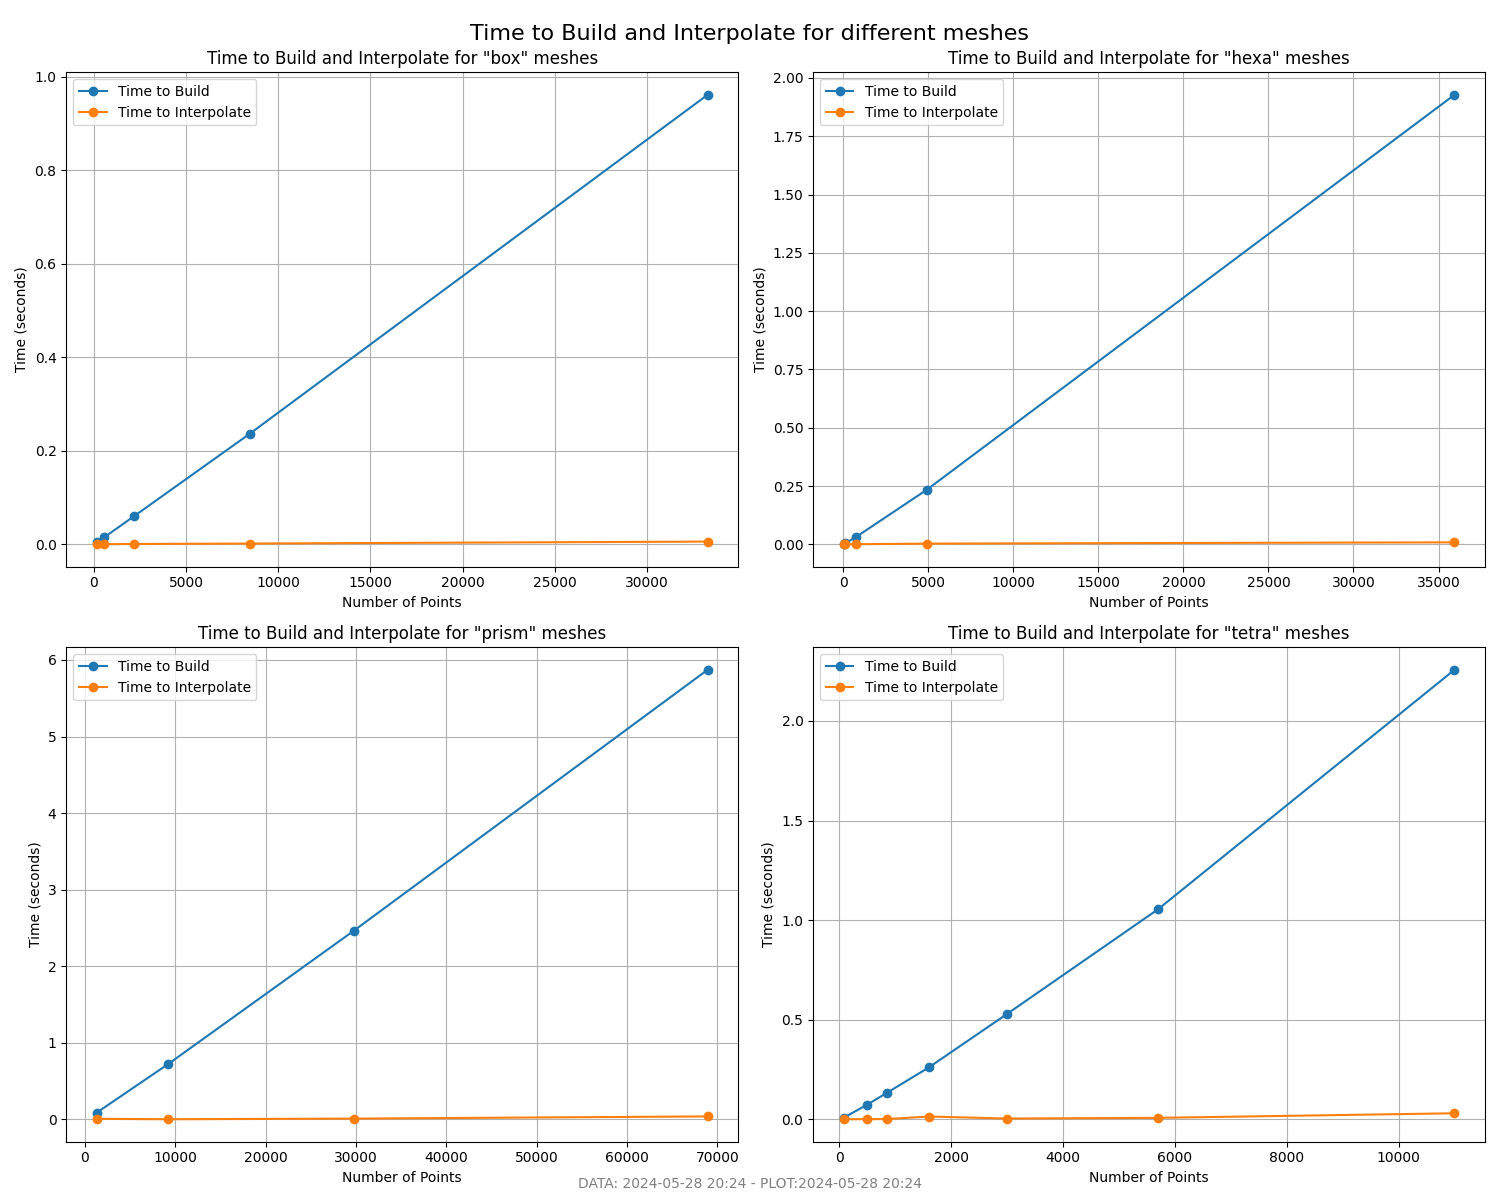 Time to Build and Interpolate for different meshes
Time to Build and Interpolate for "box" meshes
Time to Build
Time to Interpolate
1.0
0.8
0.6
0.4
0.2
0.0
Time (seconds)
0 5000 10000 15000 20000 25000 30000
Number of Points
Time to Build and Interpolate for "hexa" meshes
Time to Build
Time to Interpolate
2.00
1.75
1.50
1.25
1.00
0.75
0.50
0.25
0.00
Time (seconds)
0 5000 10000 15000 20000 25000 30000 35000
Number of Points
Time to Build and Interpolate for "prism" meshes
Time to Build
Time to Interpolate
6
5
4
3
2
1
0
Time (seconds)
0 10000 20000 30000 40000 50000 60000 70000
Number of Points
Time to Build and Interpolate for "tetra" meshes
Time to Build
Time to Interpolate
2.0
1.5
1.0
0.5
0.0
Time (seconds)
0 2000 4000 6000 8000 10000
Number of Points
DATA: 2024-05-28 20:24 - PLOT:2024-05-28 20:24